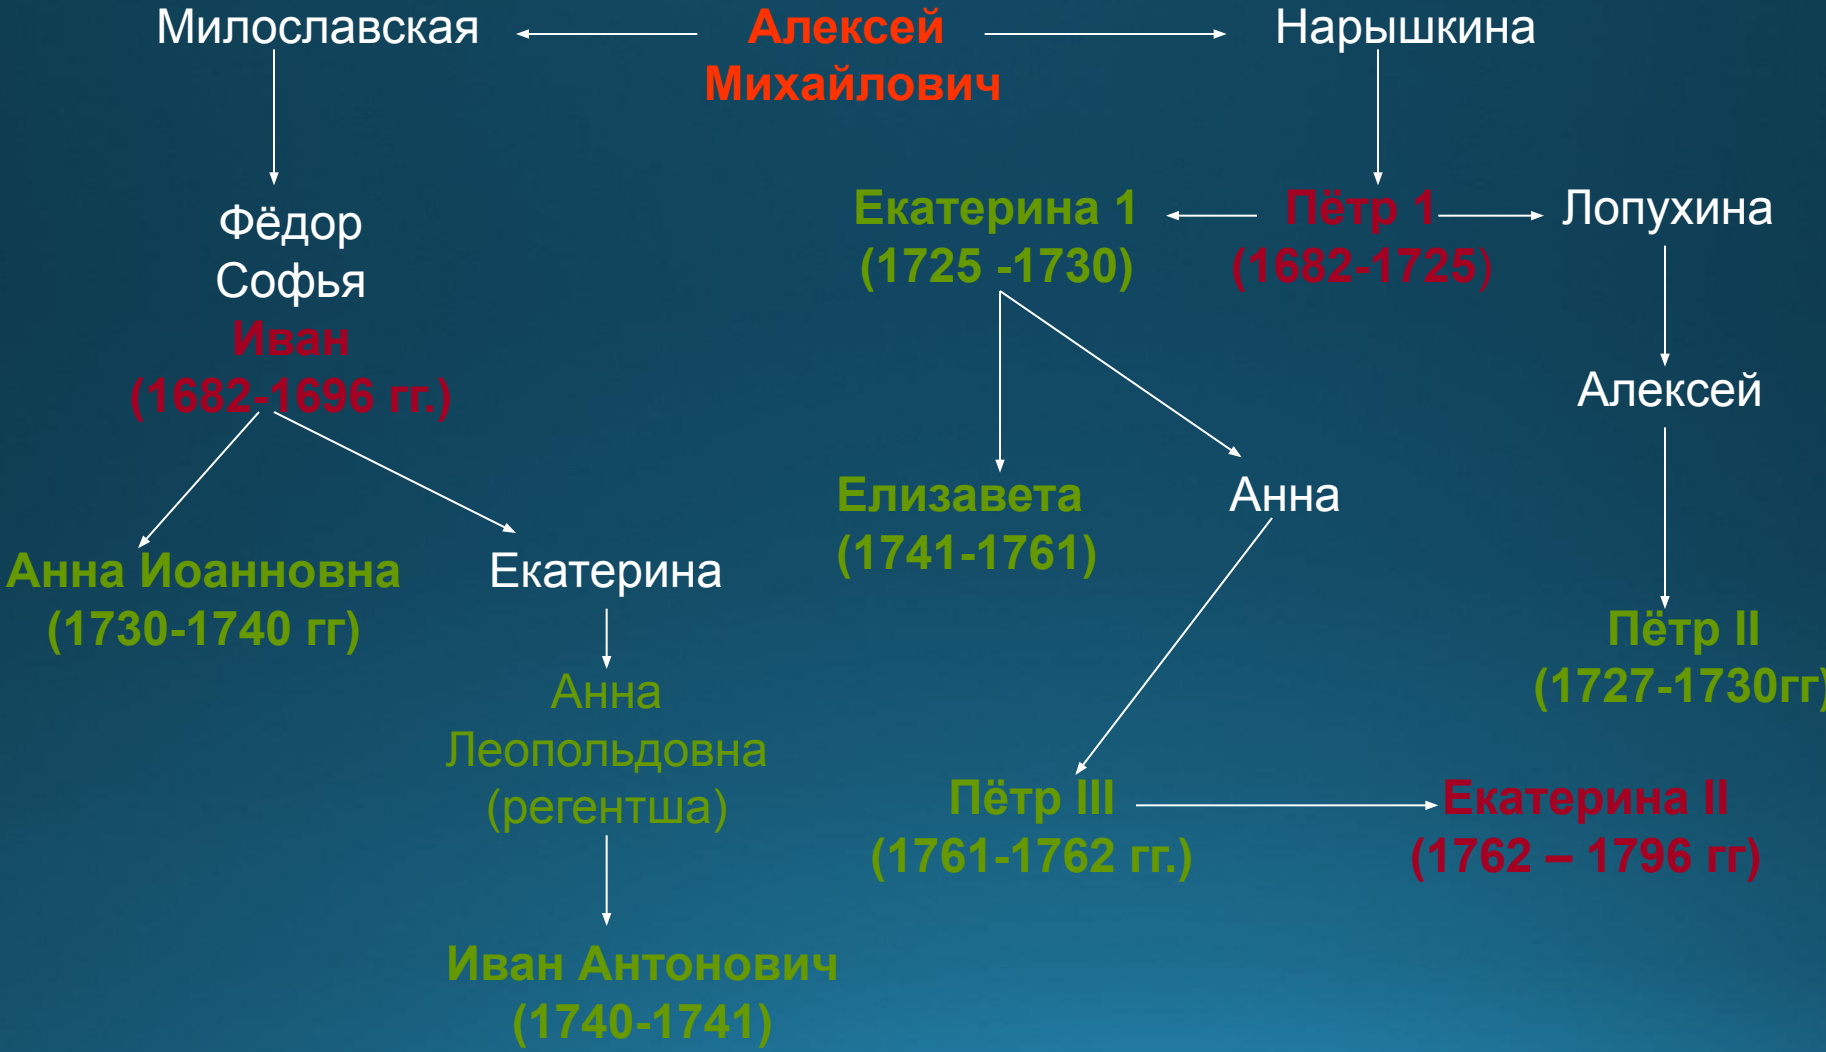 Милославская
Алексей
Михайлович
Нарышкина
Фёдор
Софья
Иван
(1682-1696 гг.)
Екатерина 1
(1725 -1730)
Пётр 1
(1682-1725)
Лопухина
Алексей
Елизавета
(1741-1761)
Анна
Анна Иоанновна
(1730-1740 гг)
Екатерина
Анна
Леопольдовна
(регентша)
Пётр II
(1727-1730гг)
Пётр III
(1761-1762 гг.)
Екатерина II
(1762 – 1796 гг)
Иван Антонович
(1740-1741)